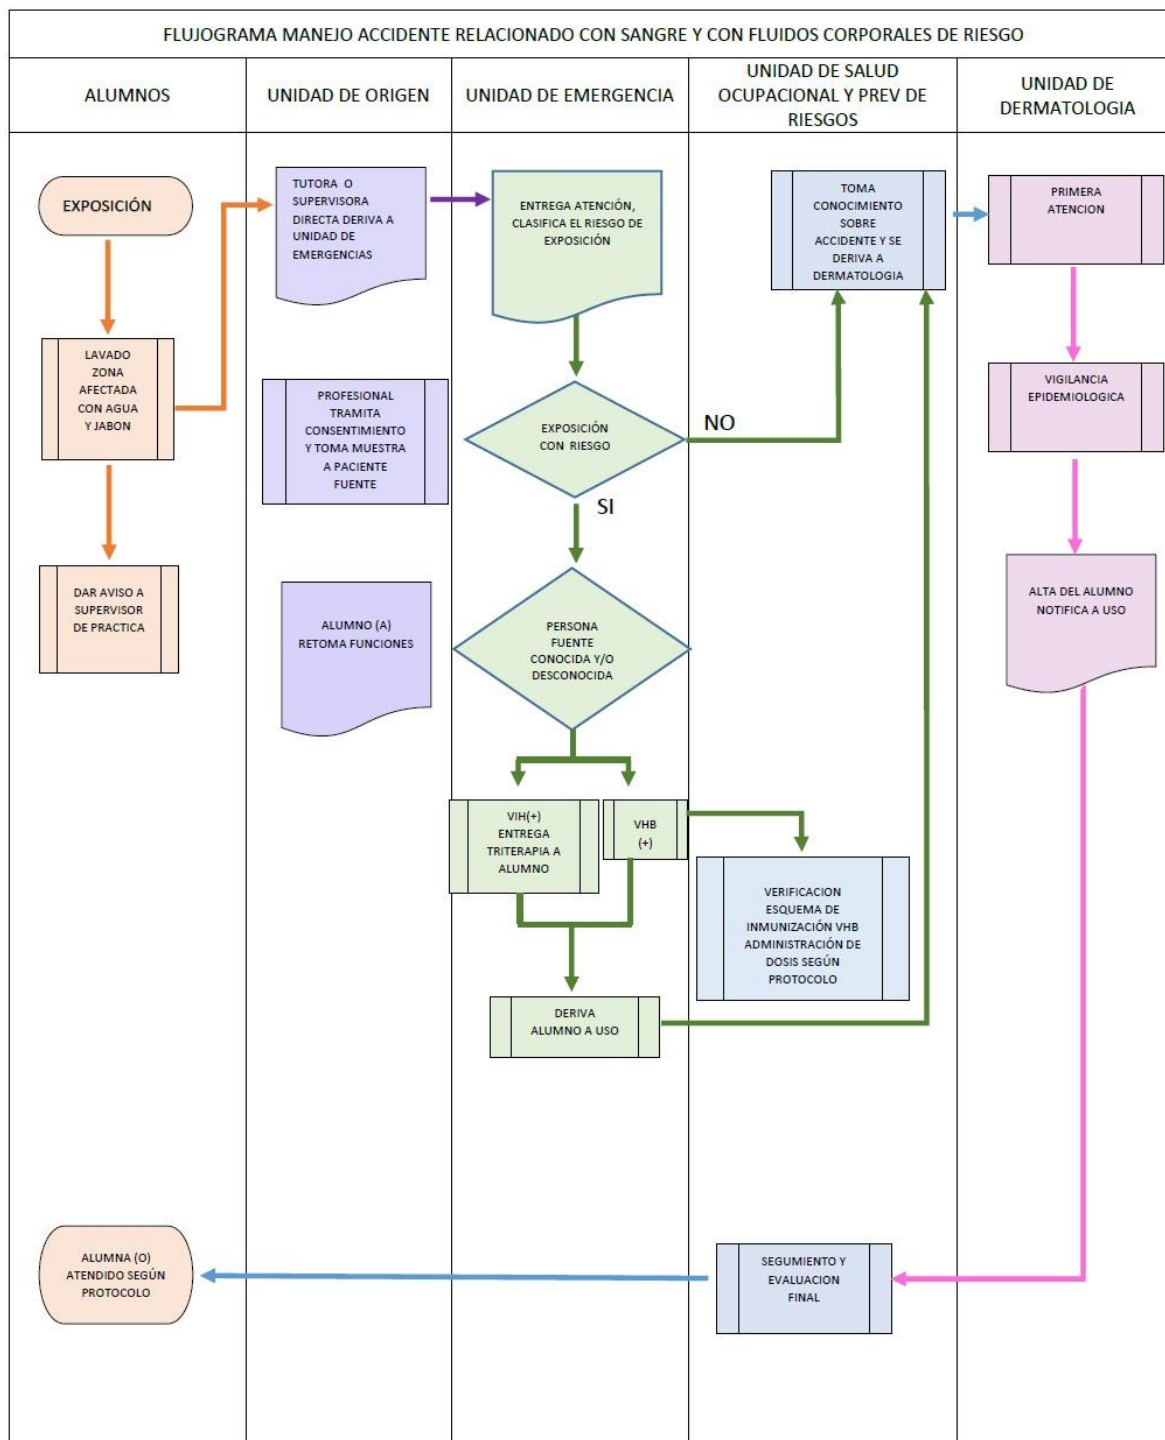 FLUJOGRAMA MANEJO ACCIDENTE RELACIONADO CON SANGRE Y CON FLUIDOS CORPORALES DE RIESGO
ALUMNOS
UNIDAD DE ORIGEN
UNIDAD DE EMERGENCIA
UNIDAD DE SALUD
OCUPACIONAL Y PREV DE
RIESGOS
UNIDAD DE
DERMATOLOGIA
EXPOSICIÓN
LAVADO
ZONA
AFECTADA
CON AGUA
Y JABON
DAR AVISO A
SUPERVISOR
DE PRACTICA
TUTORA O
SUPERVISORA
DIRECTA DERIVA A
UNIDAD DE
EMERGENCIAS
PROFESIONAL
TRAMITA
CONSENTIMIENTO
Y TOMA MUESTRA
A PACIENTE
FUENTE
ALUMNO (A)
RETOMA FUNCIONES
ENTREGA ATENCIÓN,
CLASIFICA EL RIESGO DE
EXPOSICIÓN
EXPOSICIÓN
CON RIESGO
NO
SI
PERSONA
FUENTE
CONOCIDA Y/O
DESCONOCIDA
VIH(+)
ENTREGA
TRITERAPIA A
ALUMNO
VHB
(+)
DERIVA
ALUMNO A USO
TOMA
CONOCIMIENTO
SOBRE
ACCIDENTE Y SE
DERIVA A
DERMATOLOGIA
VERIFICACION
ESQUEMA DE
INMUNIZACIÓN VHB
ADMINISTRACIÓN DE
DOSIS SEGÚN
PROTOCOLO
PRIMERA
ATENCION
VIGILANCIA
EPIDEMIOLOGICA
ALTA DEL ALUMNO
NOTIFICA A USO
SEGUMIENTO Y
EVALUACION
FINAL
ALUMNA (O)
ATENDIDO SEGÚN
PROTOCOLO